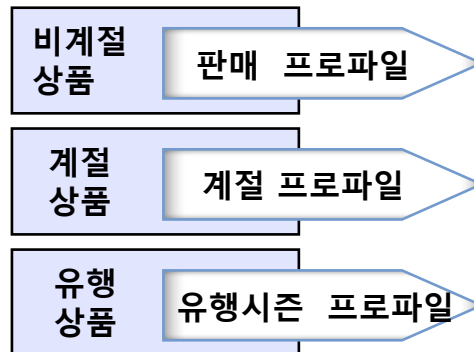 비계절
상품
판매 프로파일
계절
상품
계절 프로파일
유행
상품
유행시즌 프로파일